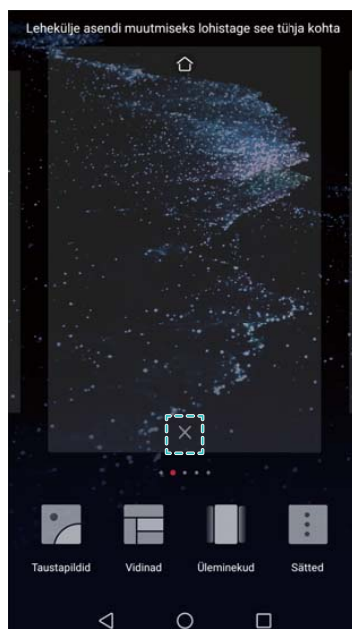 Lehekülje asendi muutmiseks lohistage see tühja kohta
Taustapildid Vidinad Üleminekud Sätted